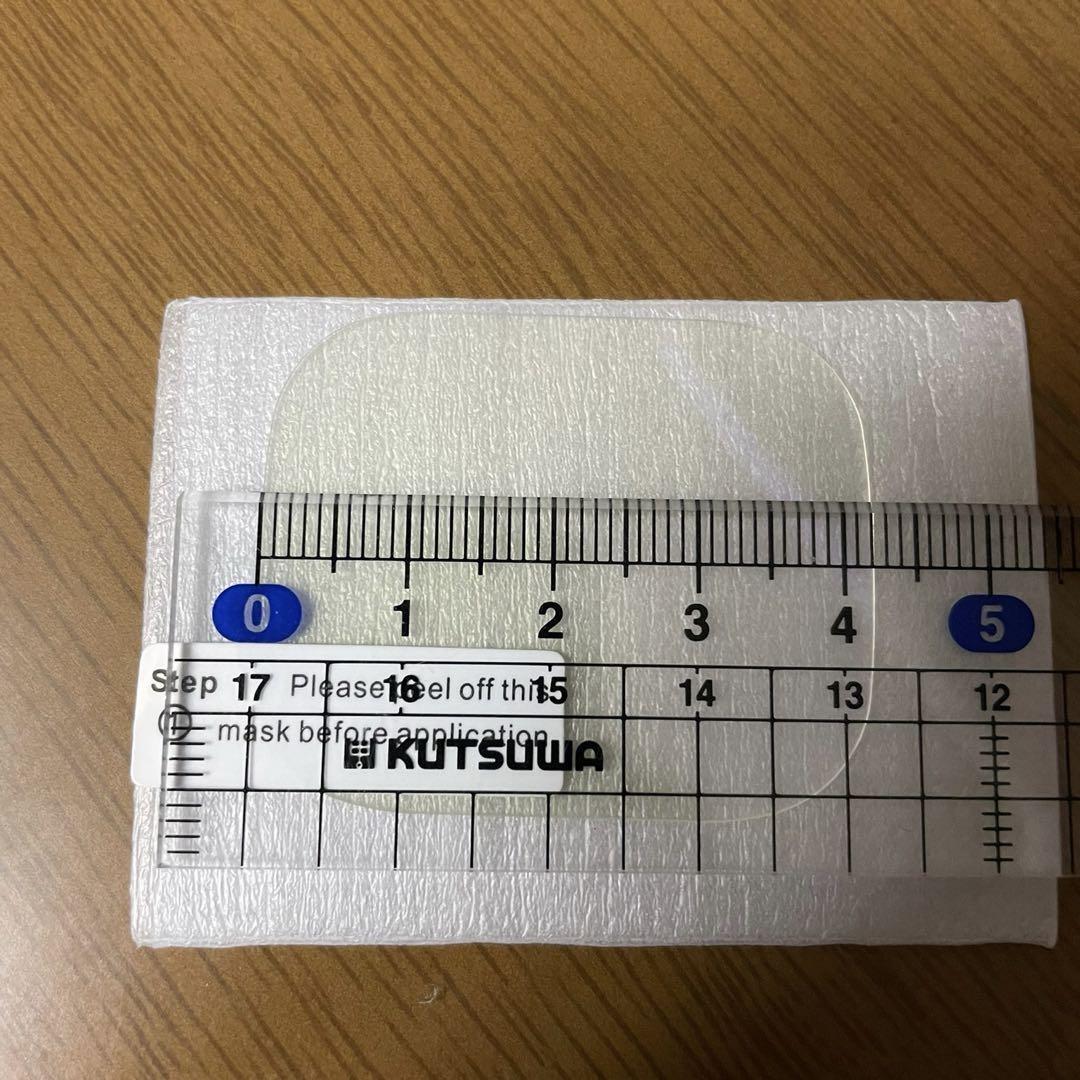 0 1 2 3 4 5
Step 17 Please peel off this 16 15 14 13 12
① mask before application
KUTSUWA